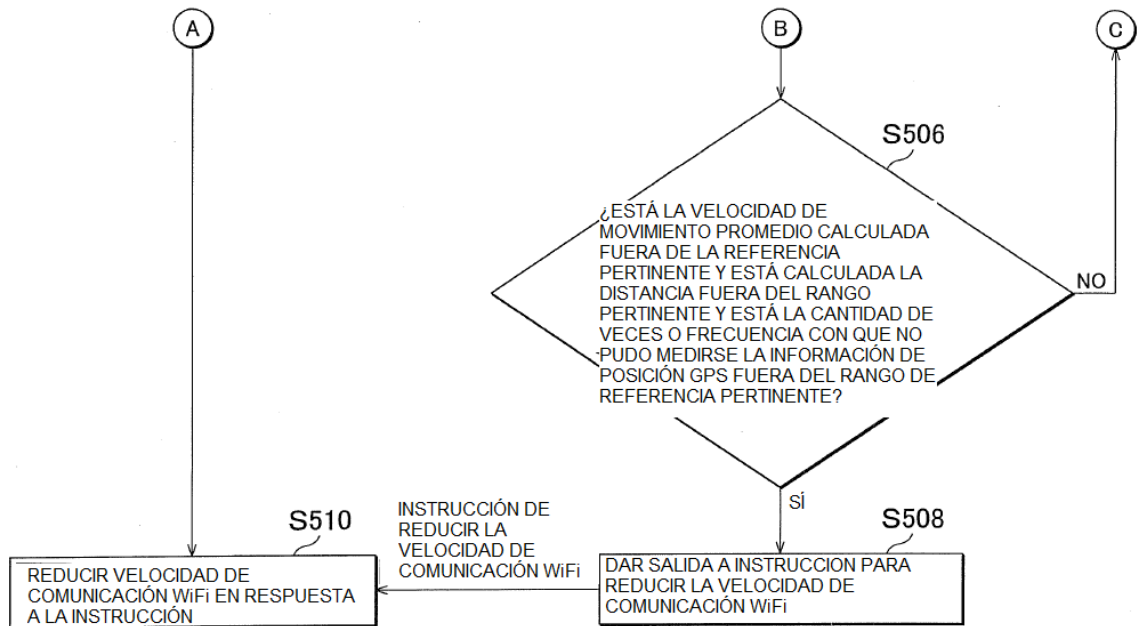 A
B
C
S506
¿ESTÁ LA VELOCIDAD DE
MOVIMIENTO PROMEDIO CALCULADA
FUERA DE LA REFERENCIA
PERTINENTE Y ESTÁ CALCULADA LA
DISTANCIA FUERA DEL RANGO
PERTINENTE Y ESTÁ LA CANTIDAD DE
VECES O FRECUENCIA CON QUE NO
PUDO MEDIRSE LA INFORMACIÓN DE
POSICIÓN GPS FUERA DEL RANGO DE
REFERENCIA PERTINENTE?
NO
SÍ
S508
DAR SALIDA A INSTRUCCION PARA
REDUCIR LA VELOCIDAD DE
COMUNICACIÓN WiFi
INSTRUCCIÓN DE
REDUCIR LA
VELOCIDAD DE
COMUNICACIÓN WiFi
S510
REDUCIR VELOCIDAD DE
COMUNICACIÓN WiFi EN RESPUESTA
A LA INSTRUCCIÓN